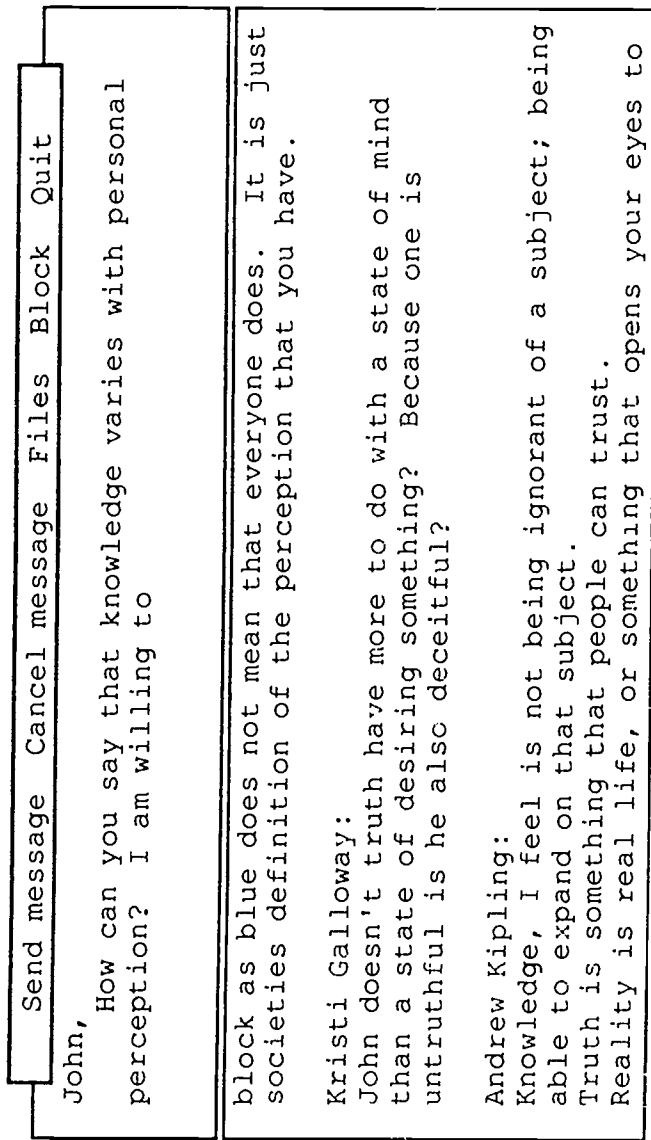 Send message  Cancel message  Files  Block  Quit
John,
How can you say that knowledge varies with personal
perception?  I am willing to
block as blue does not mean that everyone does.  It is just
societies definition of the perception that you have.
Kristi Galloway:
John doesn't truth have more to do with a state of mind
than a state of desiring something?  Because one is
untruthful is he also deceitful?
Andrew Kipling:
Knowledge, I feel is not being ignorant of a subject; being
able to expand on that subject.
Truth is something that people can trust.
Reality is real life, or something that opens your eyes to